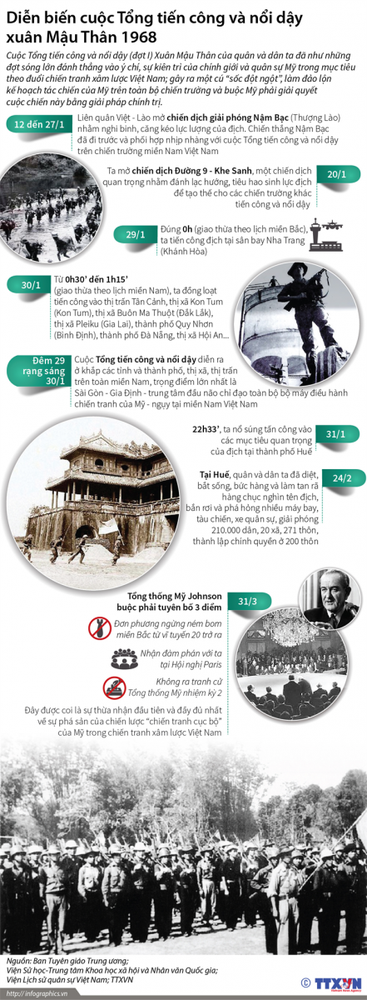 Diễn biến cuộc Tổng tiến công và nổi dậy
xuân Mậu Thân 1968
Cuộc Tổng tiến công và nổi dậy (đợt I) Xuân Mậu Thân của quân và dân ta đã như những
đợt sóng lớn đánh thẳng vào ý chí, sự kiên trì của chính giới và quân sự Mỹ trong mục tiêu
theo đuổi chiến tranh xâm lược Việt Nam; gây ra một cú “sốc đột ngột”, làm đảo lộn
kế hoạch tác chiến của Mỹ trên toàn bộ chiến trường và buộc Mỹ phải giải quyết
cuộc chiến này bằng giải pháp chính trị.
12 đến 27/1
Liên quân Việt - Lào mở chiến dịch giải phóng Nậm Bạc (Thượng Lào)
nhằm nghi binh, căng kéo lực lượng của địch. Chiến thắng Nậm Bạc
đã đi trước và phối hợp nhịp nhàng với cuộc Tổng tiến công và nổi dậy
trên chiến trường miền Nam Việt Nam
20/1
Ta mở chiến dịch Đường 9 - Khe Sanh, một chiến dịch
quan trọng nhằm đánh lạc hướng, tiêu hao sinh lực địch
để tạo thế cho các chiến trường khác
tiến công và nổi dậy
29/1
Đúng 0h (giao thừa theo lịch miền Bắc),
ta tiến công địch tại sân bay Nha Trang
(Khánh Hòa)
30/1
Từ 0h30’ đến 1h15’
(giao thừa theo lịch miền Nam), ta đồng loạt
tiến công vào thị trấn Tân Cảnh, thị xã Kon Tum
(Kon Tum), thị xã Buôn Ma Thuột (Đắk Lắk),
thị xã Pleiku (Gia Lai), thành phố Quy Nhơn
(Bình Định), thành phố Đà Nẵng, thị xã Hội An...
Đêm 29
rạng sáng
30/1
Cuộc Tổng tiến công và nổi dậy diễn ra
ở khắp các tỉnh và thành phố, thị xã, thị trấn
trên toàn miền Nam, trọng điểm lớn nhất là
Sài Gòn - Gia Định - trung tâm đầu não chỉ đạo toàn bộ bộ máy điều hành
chiến tranh của Mỹ - ngụy tại miền Nam Việt Nam
31/1
22h33’, ta nổ súng tấn công vào
các mục tiêu quan trọng
của địch tại thành phố Huế
24/2
Tại Huế, quân và dân ta đã diệt,
bắt sống, bức hàng và làm tan rã
hàng chục nghìn tên địch,
bắn rơi và phá hỏng nhiều máy bay,
tàu chiến, xe quân sự, giải phóng
210.000 dân, 20 xã, 271 thôn,
thành lập chính quyền ở 200 thôn
31/3
Tổng thống Mỹ Johnson
buộc phải tuyên bố 3 điểm
Đơn phương ngừng ném bom
miền Bắc từ vĩ tuyến 20 trở ra
Nhận đàm phán với ta
tại Hội nghị Paris
Không ra tranh cử
Tổng thống Mỹ nhiệm kỳ 2
Đây được coi là sự thừa nhận đầu tiên và đầy đủ nhất
về sự phá sản của chiến lược “chiến tranh cục bộ”
của Mỹ trong chiến tranh xâm lược Việt Nam
Nguồn: Ban Tuyên giáo Trung ương;
Viện Sử học-Trung tâm Khoa học xã hội và Nhân văn Quốc gia;
Viện Lịch sử quân sự Việt Nam; TTXVN
http:// infographics.vn
© TTXVN
Vietnam News Agency